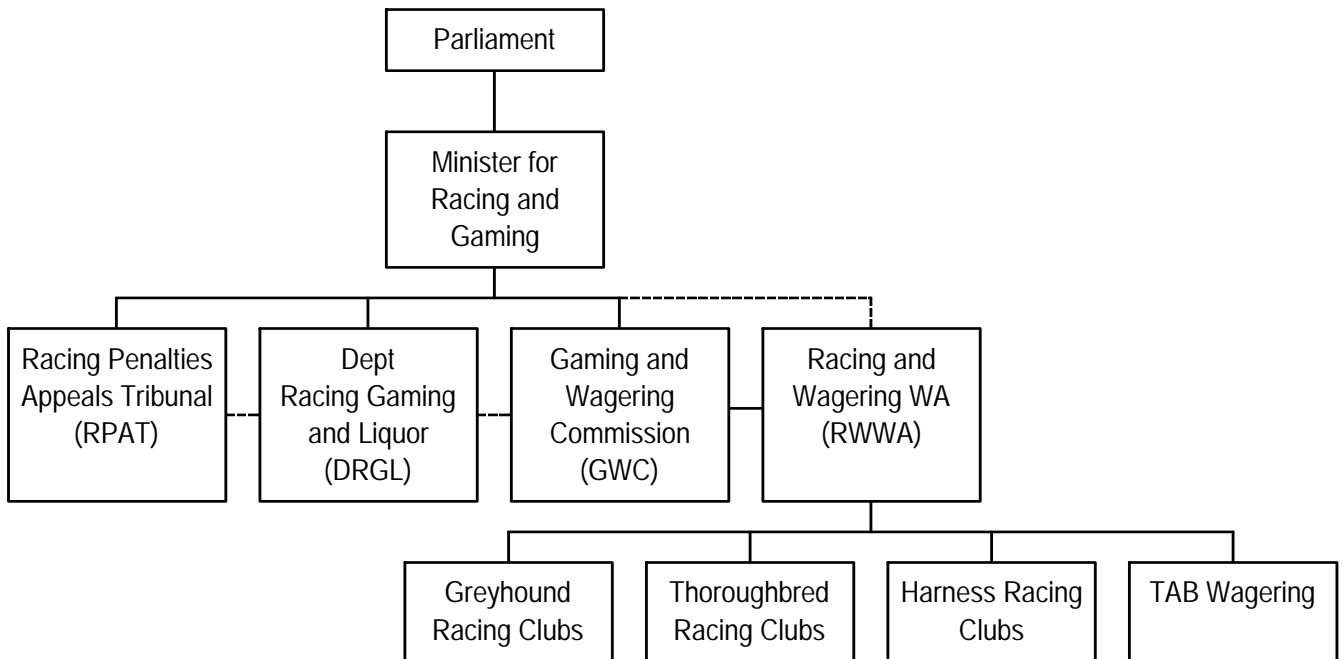 Parliament
Minister for
Racing and
Gaming
Racing Penalties
Appeals Tribunal
(RPAT)
Dept
Racing Gaming
and Liquor
(DRGL)
Gaming and
Wagering
Commission
(GWC)
Racing and
Wagering WA
(RWWA)
Greyhound
Racing Clubs
Thoroughbred
Racing Clubs
Harness Racing
Clubs
TAB Wagering